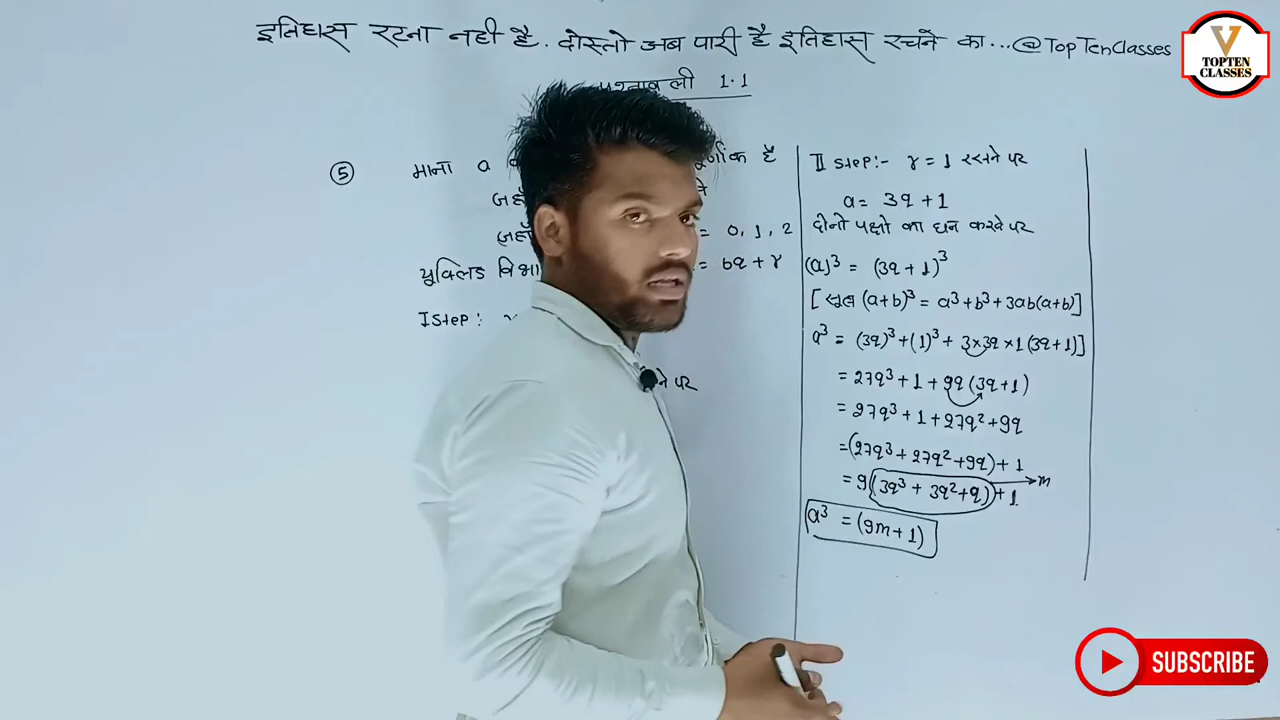 इतिहास रटना नही है. दोस्तो अब पारी है इतिहास रचने का...@TopTenClasses
V
TOPTEN
CLASSES
1.1
⑤ माना a
है
जहाँ
= 0, 1, 2
यूक्लिड
= bq + r
I Step:
पर
II Step:- r = 1 रखने पर
a = 3q + 1
दोनो पक्षो का घन करने पर
(a)³ = (3q + 1)³
[सूत्र (a+b)³ = a³+b³+3ab(a+b)]
a³ = (3q)³+(1)³ + 3×3q×1(3q+1)]
= 27q³ + 1 + 9q (3q+1)
= 27q³ + 1 + 27q² + 9q
=(27q³ + 27q² + 9q) + 1
= 9(3q³ + 3q² + q) + 1 → m
a³ = (9m + 1)
SUBSCRIBE